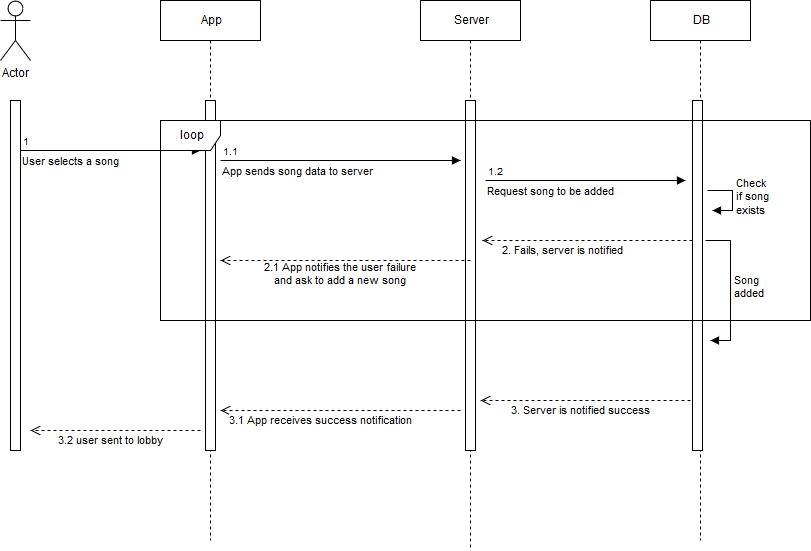 App
Server
DB
Actor
loop
1
User selects a song
1.1
App sends song data to server
1.2
Request song to be added
Check
if song
exists
2. Fails, server is notified
2.1 App notifies the user failure
and ask to add a new song
Song
added
3. Server is notified success
3.1 App receives success notification
3.2 user sent to lobby